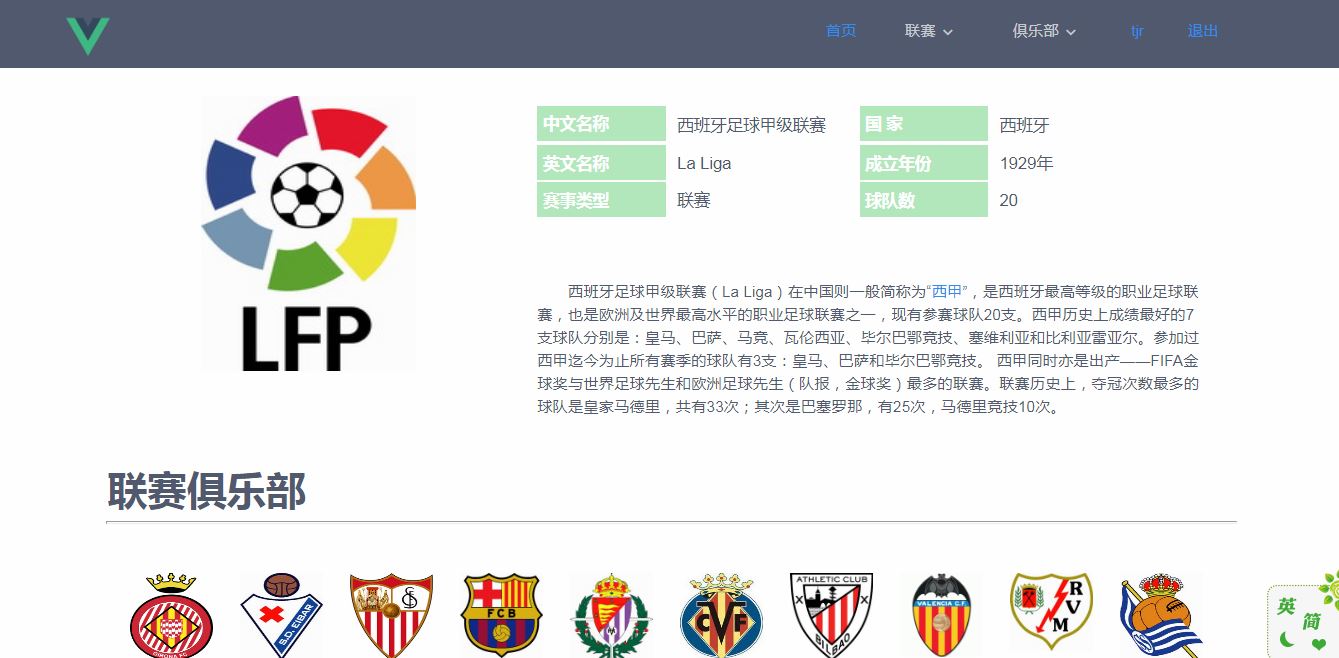 首页 联赛 俱乐部 tjr 退出
中文名称 西班牙足球甲级联赛 国 家 西班牙
英文名称 La Liga 成立年份 1929年
赛事类型 联赛 球队数 20
LFP
西班牙足球甲级联赛（La Liga）在中国则一般简称为“西甲”，是西班牙最高等级的职业足球联
赛，也是欧洲及世界最高水平的职业足球联赛之一，现有参赛球队20支。西甲历史上成绩最好的7
支球队分别是：皇马、巴萨、马竞、瓦伦西亚、毕尔巴鄂竞技、塞维利亚和比利亚雷亚尔。参加过
西甲迄今为止所有赛季的球队有3支：皇马、巴萨和毕尔巴鄂竞技。 西甲同时亦是出产——FIFA金
球奖与世界足球先生和欧洲足球先生（队报，金球奖）最多的联赛。联赛历史上，夺冠次数最多的
球队是皇家马德里，共有33次；其次是巴塞罗那，有25次，马德里竞技10次。
联赛俱乐部
GIRONA FC
S.D. EIBAR
FCB
CVF
ATHLETIC CLUB
BILBAO
VALENCIA C.F
RVM
英
简